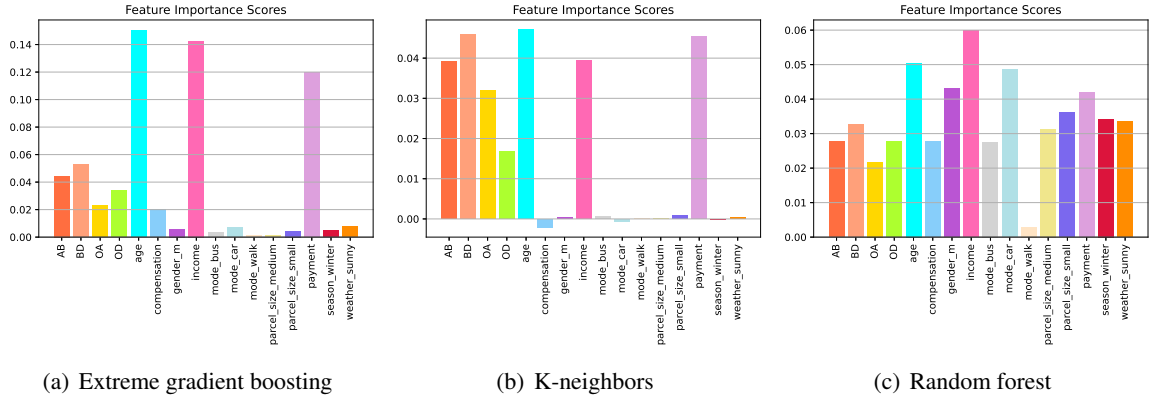 Feature Importance Scores
0.14
0.12
0.10
0.08
0.06
0.04
0.02
0.00
AB
BD
OA
OD
age
compensation
gender_m
income
mode_bus
mode_car
mode_walk
parcel_size_medium
parcel_size_small
payment
season_winter
weather_sunny
(a) Extreme gradient boosting
Feature Importance Scores
0.04
0.03
0.02
0.01
0.00
AB
BD
OA
OD
age
compensation
gender_m
income
mode_bus
mode_car
mode_walk
parcel_size_medium
parcel_size_small
payment
season_winter
weather_sunny
(b) K-neighbors
Feature Importance Scores
0.06
0.05
0.04
0.03
0.02
0.01
0.00
AB
BD
OA
OD
age
compensation
gender_m
income
mode_bus
mode_car
mode_walk
parcel_size_medium
parcel_size_small
payment
season_winter
weather_sunny
(c) Random forest